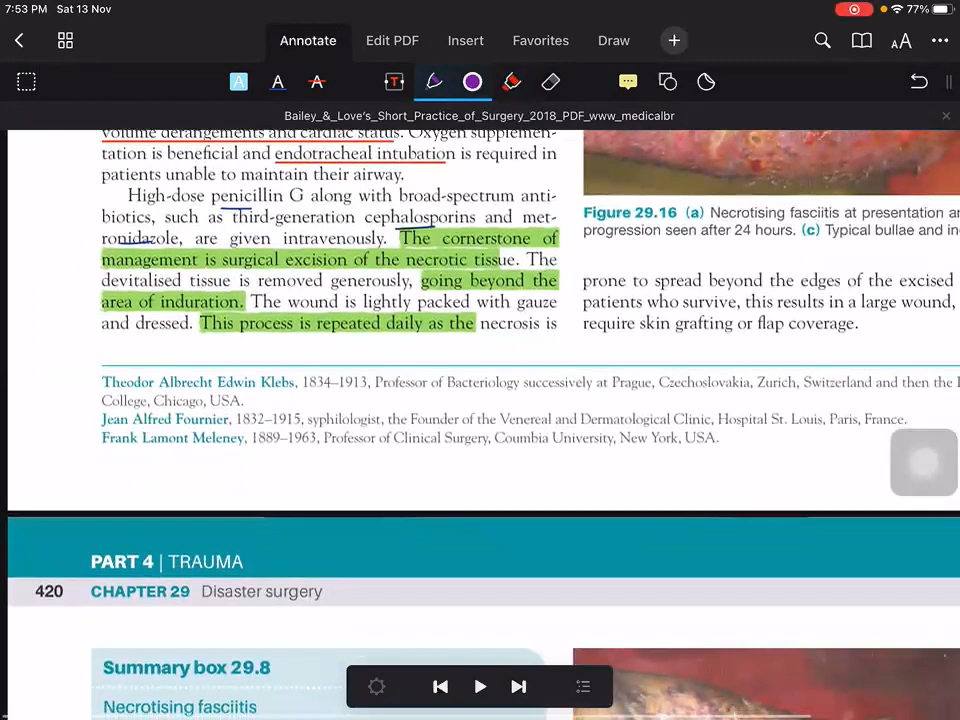 7:53 PM Sat 13 Nov 77%
Annotate Edit PDF Insert Favorites Draw
Bailey_&_Love's_Short_Practice_of_Surgery_2018_PDF_www_medicalbr
volume derangements and cardiac status. Oxygen supplemen-
tation is beneficial and endotracheal intubation is required in
patients unable to maintain their airway.
High-dose penicillin G along with broad-spectrum anti-
biotics, such as third-generation cephalosporins and met-
ronidazole, are given intravenously. The cornerstone of
management is surgical excision of the necrotic tissue. The
devitalised tissue is removed generously, going beyond the
area of induration. The wound is lightly packed with gauze
and dressed. This process is repeated daily as the necrosis is
Figure 29.16 (a) Necrotising fasciitis at presentation
progression seen after 24 hours. (c) Typical bullae and
prone to spread beyond the edges of the excised
patients who survive, this results in a large wound,
require skin grafting or flap coverage.
Theodor Albrecht Edwin Klebs, 1834–1913, Professor of Bacteriology successively at Prague, Czechoslovakia, Zurich, Switzerland and then the
College, Chicago, USA.
Jean Alfred Fournier, 1832–1915, syphilologist, the Founder of the Venereal and Dermatological Clinic, Hospital St. Louis, Paris, France.
Frank Lamont Meleney, 1889–1963, Professor of Clinical Surgery, Coumbia University, New York, USA.
PART 4 | TRAUMA
420 CHAPTER 29 Disaster surgery
Summary box 29.8
Necrotising fasciitis